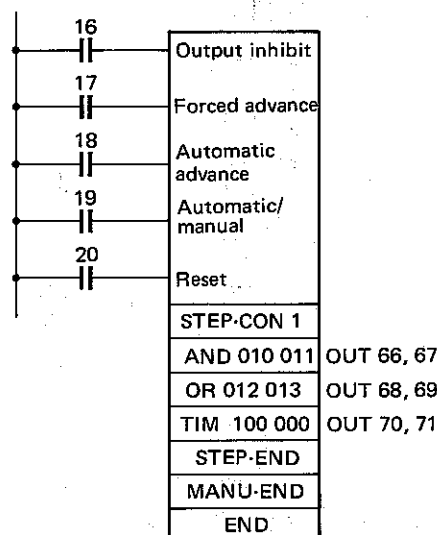 16
Output inhibit
17
Forced advance
18
Automatic
advance
19
Automatic/
manual
20
Reset
STEP·CON 1
AND 010 011 OUT 66, 67
OR 012 013 OUT 68, 69
TIM 100 000 OUT 70, 71
STEP·END
MANU·END
END